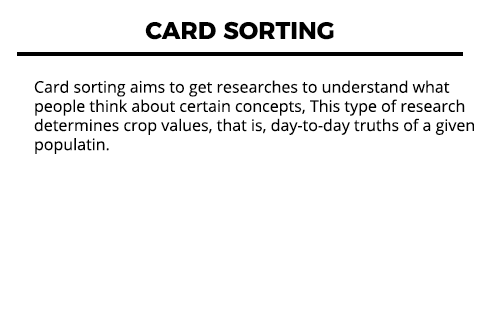 CARD SORTING
Card sorting aims to get researches to understand what
people think about certain concepts, This type of research
determines crop values, that is, day-to-day truths of a given
populatin.